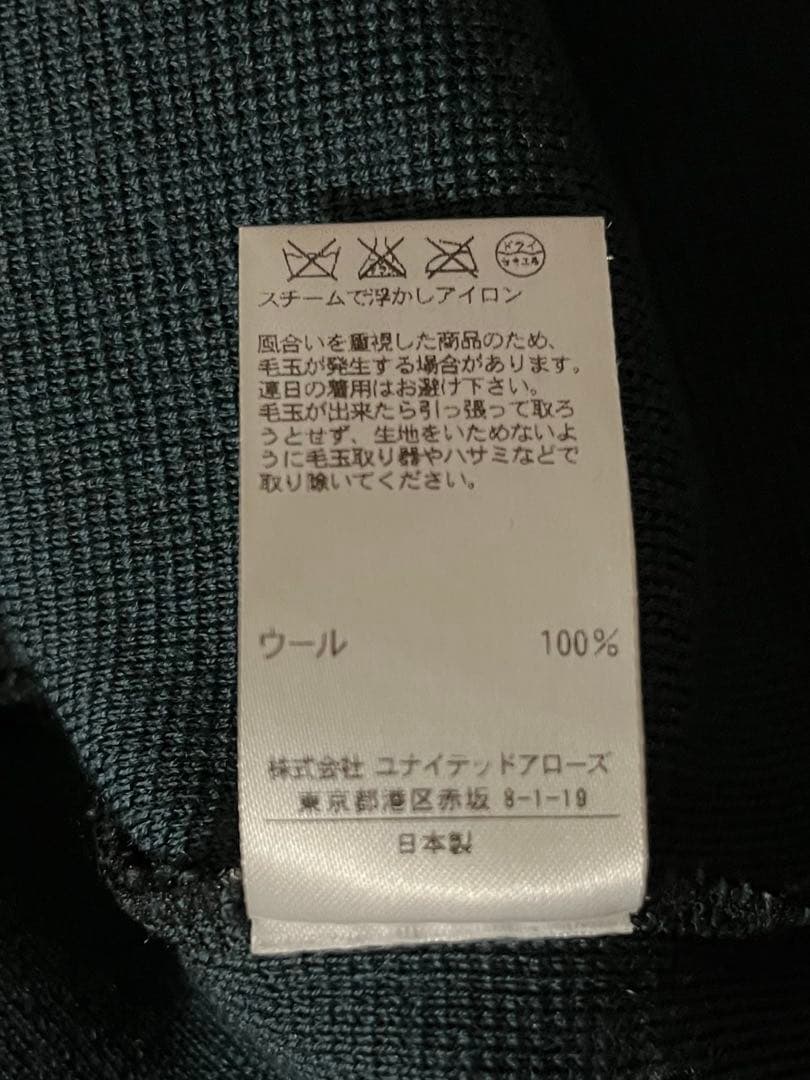 ドライ
セキユ系
スチームで浮かしアイロン
風合いを重視した商品のため、
毛玉が発生する場合があります。
連日の着用はお避け下さい。
毛玉が出来たら引っ張って取ろ
うとせず、生地をいためないよ
うに毛玉取り器やハサミなどで
取り除いてください。
ウール 100%
株式会社 ユナイテッドアローズ
東京都港区赤坂 8-1-19
日本製